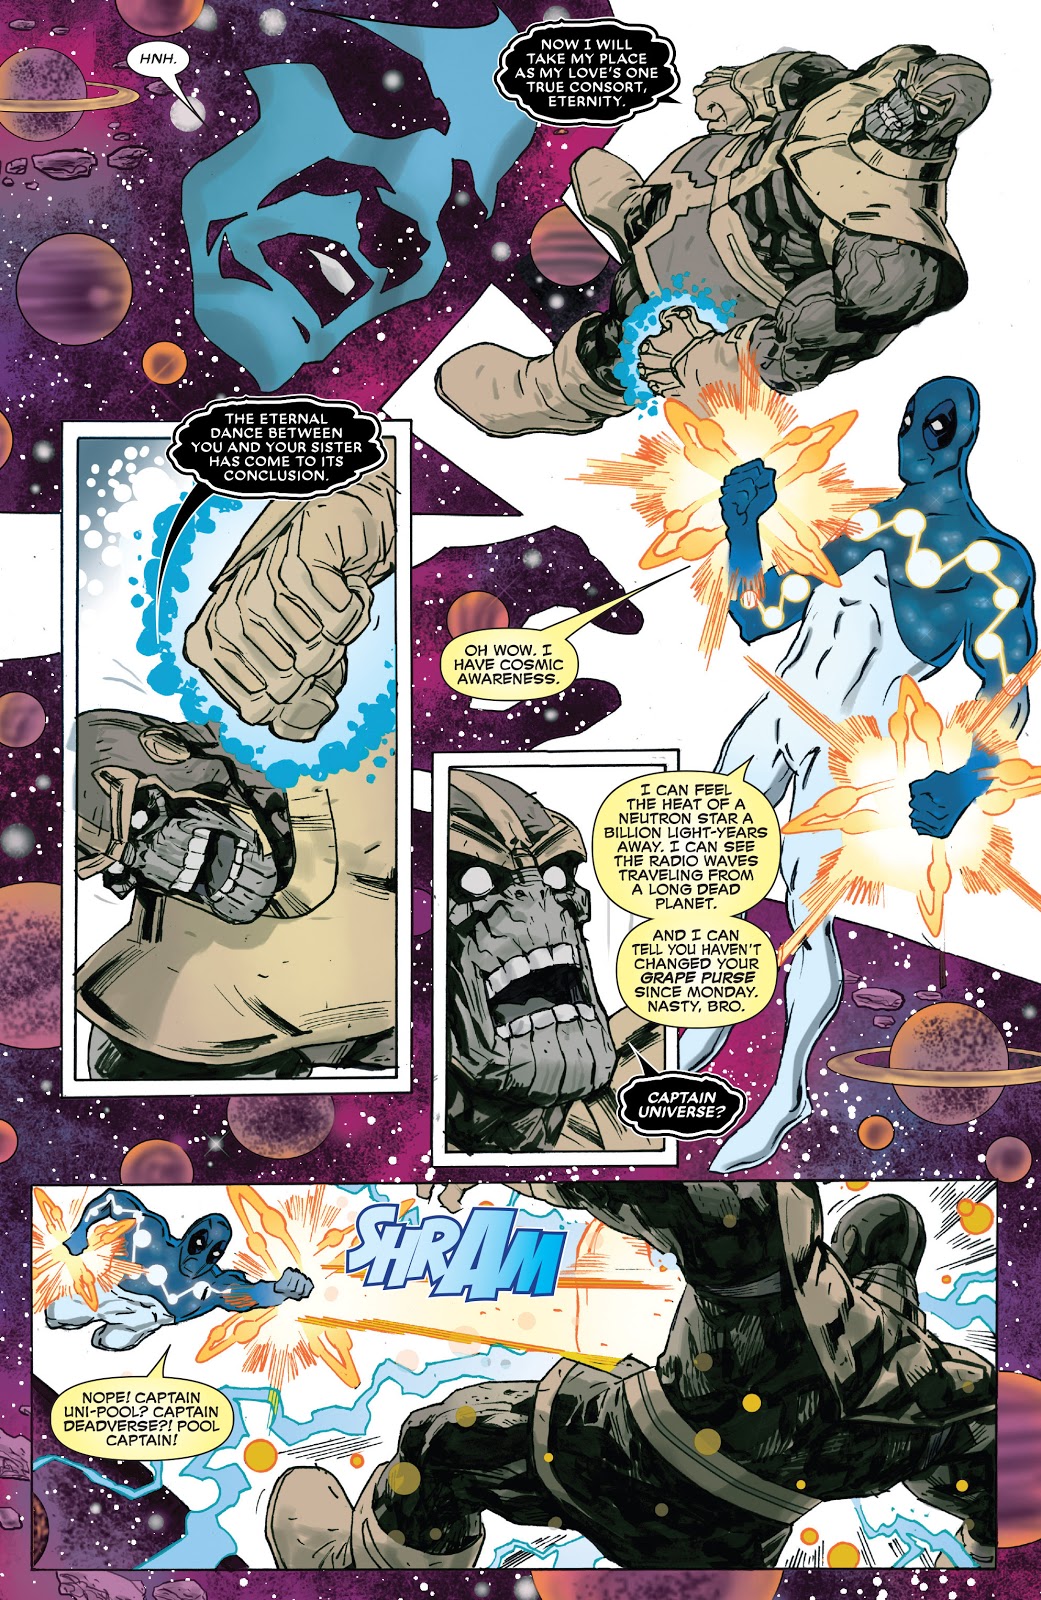 HNH.
NOW I WILL
TAKE MY PLACE
AS MY LOVE'S ONE
TRUE CONSORT,
ETERNITY.
THE ETERNAL
DANCE BETWEEN
YOU AND YOUR SISTER
HAS COME TO ITS
CONCLUSION.
OH WOW. I
HAVE COSMIC
AWARENESS.
I CAN FEEL
THE HEAT OF A
NEUTRON STAR A
BILLION LIGHT-YEARS
AWAY. I CAN SEE
THE RADIO WAVES
TRAVELING FROM
A LONG DEAD
PLANET.
AND I CAN
TELL YOU HAVEN'T
CHANGED YOUR
GRAPE PURSE
SINCE MONDAY.
NASTY, BRO.
CAPTAIN
UNIVERSE?
SHRAM
NOPE! CAPTAIN
UNI-POOL? CAPTAIN
DEADVERSE?! POOL
CAPTAIN!